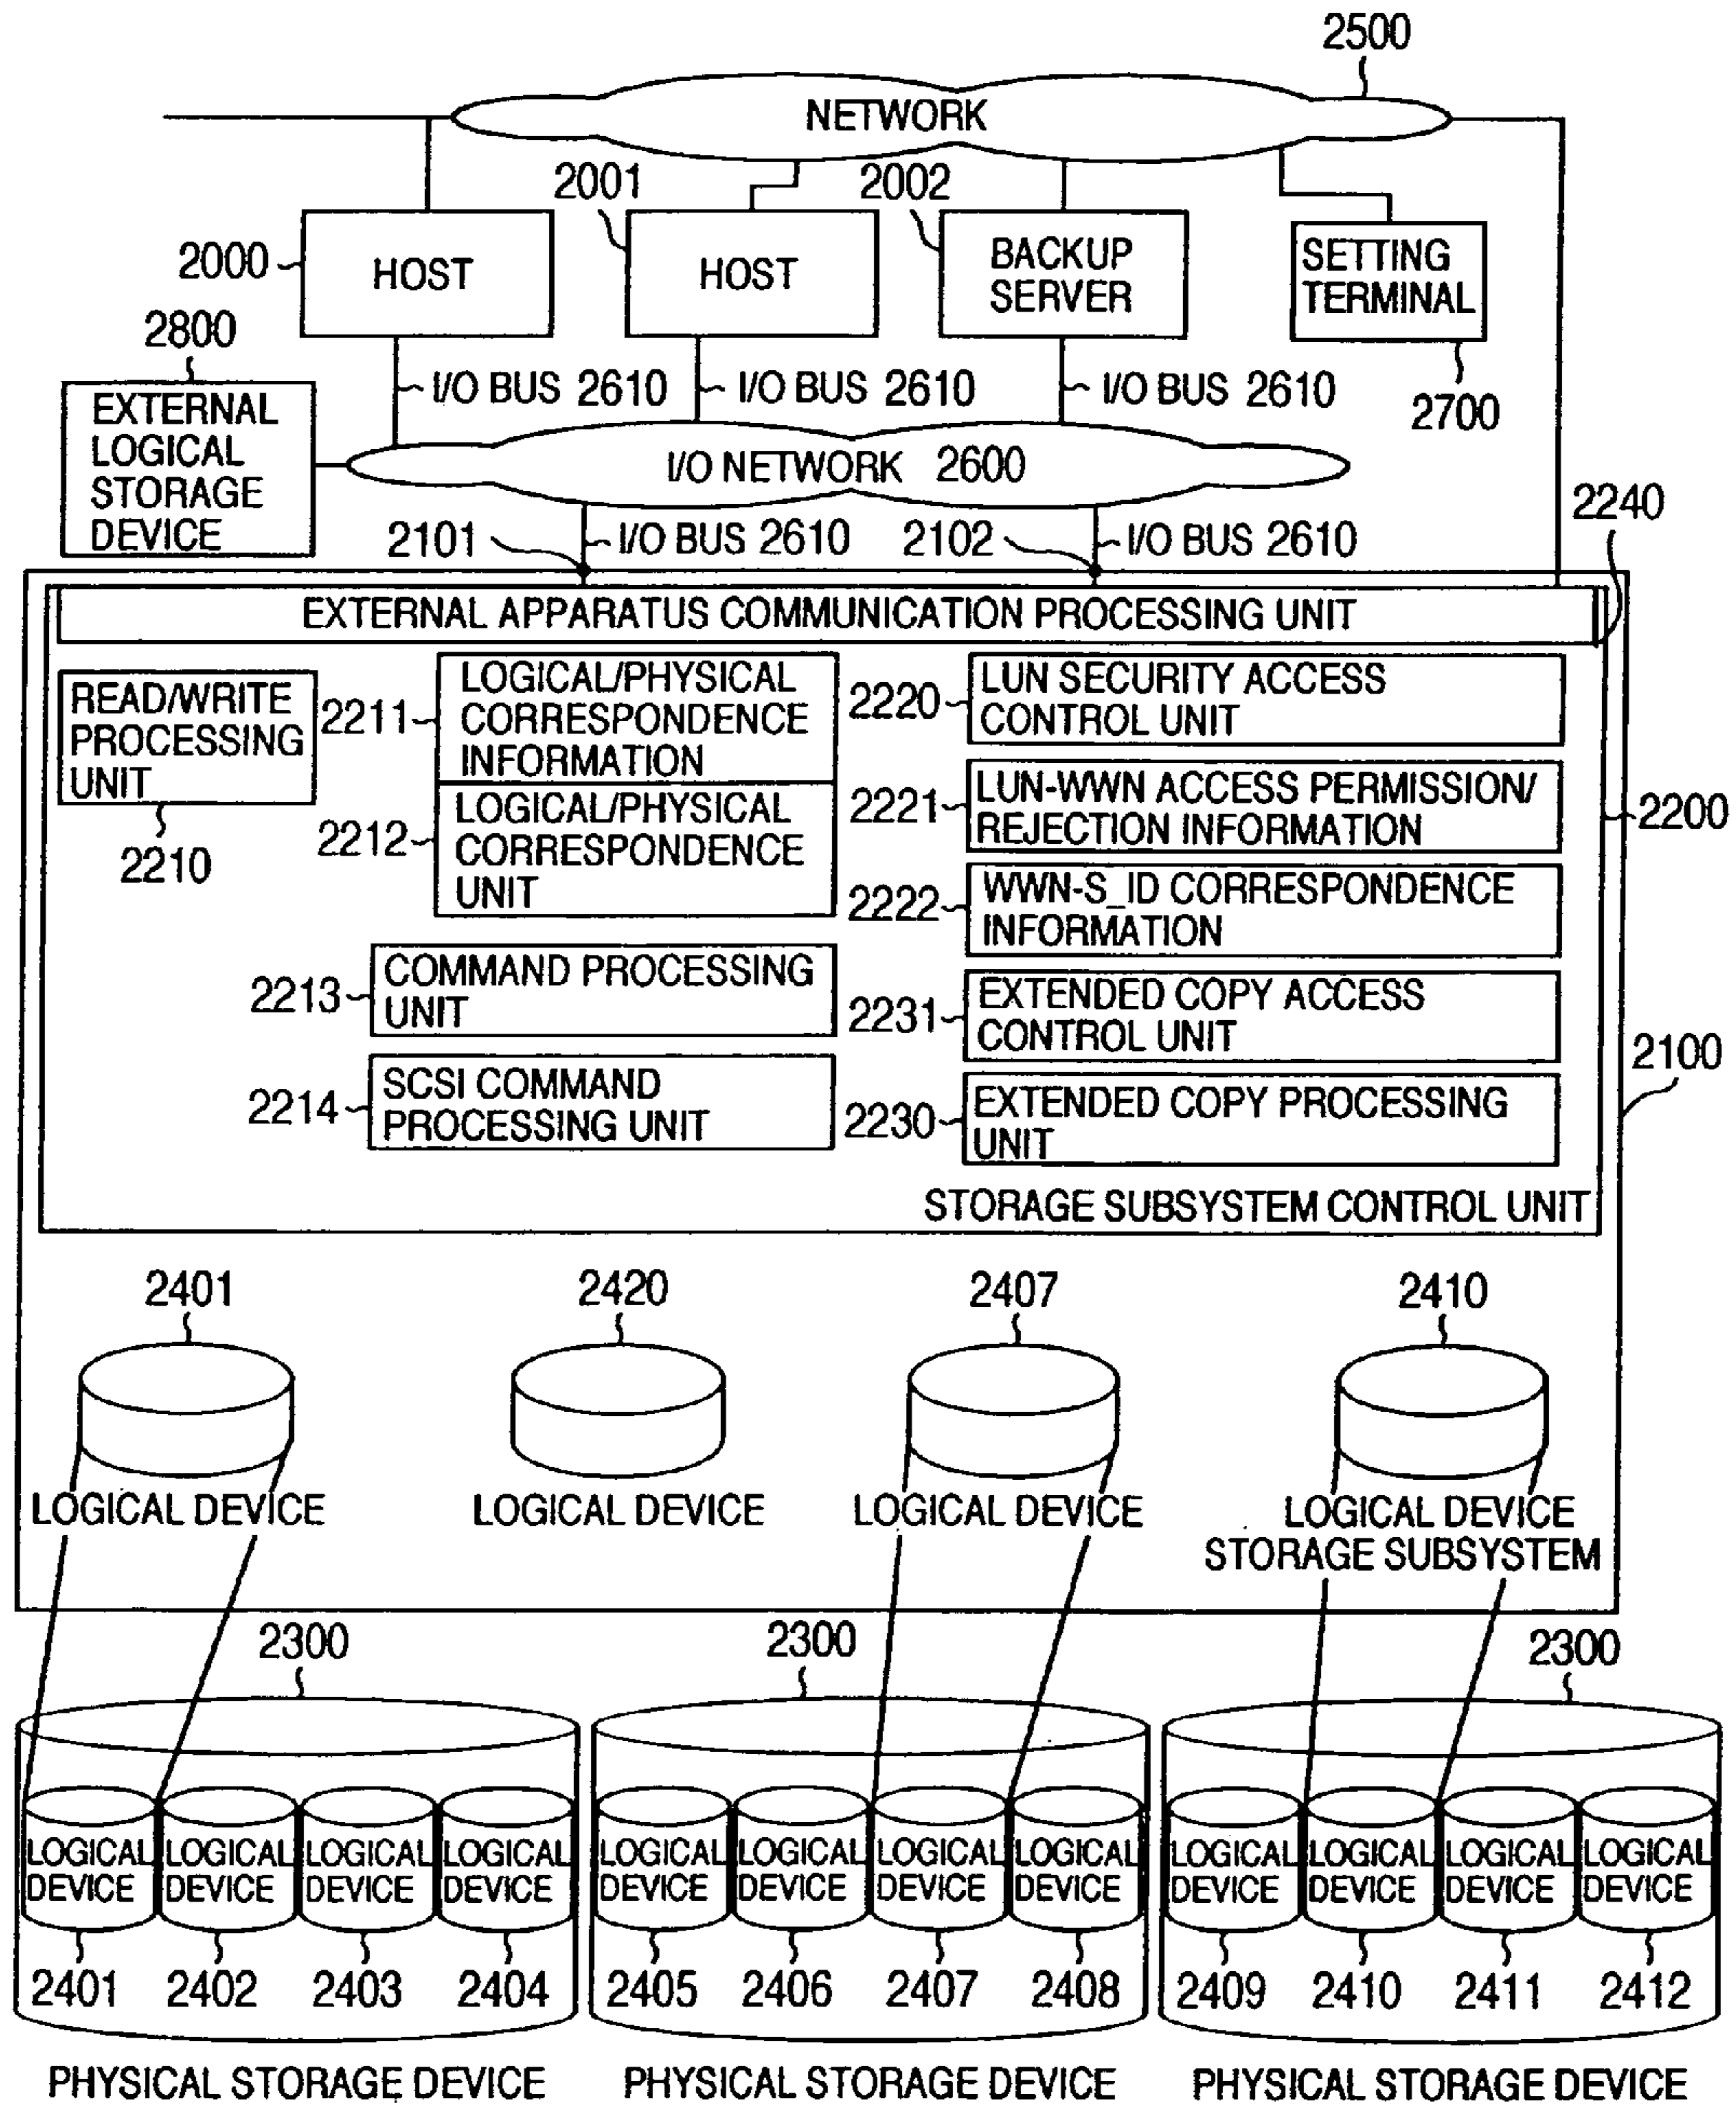 2500
NETWORK
2001
2002
2000
HOST
HOST
BACKUP
SERVER
SETTING
TERMINAL
2700
2800
EXTERNAL
LOGICAL
STORAGE
DEVICE
I/O BUS 2610
I/O BUS 2610
I/O BUS 2610
I/O NETWORK 2600
2101
I/O BUS 2610
2102
I/O BUS 2610
2240
EXTERNAL APPARATUS COMMUNICATION PROCESSING UNIT
READ/WRITE
PROCESSING
UNIT
2210
2211
LOGICAL/PHYSICAL
CORRESPONDENCE
INFORMATION
2212
LOGICAL/PHYSICAL
CORRESPONDENCE
UNIT
2213
COMMAND PROCESSING
UNIT
2214
SCSI COMMAND
PROCESSING UNIT
2220
LUN SECURITY ACCESS
CONTROL UNIT
2221
LUN-WWN ACCESS PERMISSION/
REJECTION INFORMATION
2222
WWN-S_ID CORRESPONDENCE
INFORMATION
2231
EXTENDED COPY ACCESS
CONTROL UNIT
2230
EXTENDED COPY PROCESSING
UNIT
2200
2100
STORAGE SUBSYSTEM CONTROL UNIT
2401
2420
2407
2410
LOGICAL DEVICE
LOGICAL DEVICE
LOGICAL DEVICE
LOGICAL DEVICE
STORAGE SUBSYSTEM
2300
2300
2300
LOGICAL
DEVICE
LOGICAL
DEVICE
LOGICAL
DEVICE
LOGICAL
DEVICE
LOGICAL
DEVICE
LOGICAL
DEVICE
LOGICAL
DEVICE
LOGICAL
DEVICE
LOGICAL
DEVICE
LOGICAL
DEVICE
LOGICAL
DEVICE
LOGICAL
DEVICE
2401
2402
2403
2404
2405
2406
2407
2408
2409
2410
2411
2412
PHYSICAL STORAGE DEVICE
PHYSICAL STORAGE DEVICE
PHYSICAL STORAGE DEVICE